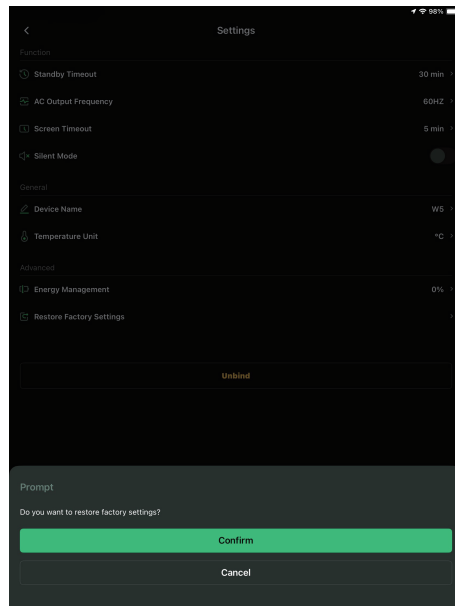 98%
Settings
Function
Standby Timeout 30 min
AC Output Frequency 60HZ
Screen Timeout 5 min
Silent Mode
General
Device Name W5
Temperature Unit °C
Advanced
Energy Management 0%
Restore Factory Settings
Unbind
Prompt
Do you want to restore factory settings?
Confirm
Cancel